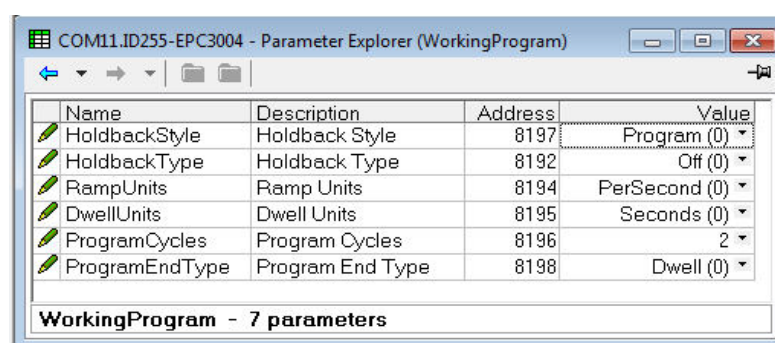 COM11.ID255-EPC3004 - Parameter Explorer (WorkingProgram)
Name Description Address Value
HoldbackStyle Holdback Style 8197 Program (0)
HoldbackType Holdback Type 8192 Off (0)
RampUnits Ramp Units 8194 PerSecond (0)
DwellUnits Dwell Units 8195 Seconds (0)
ProgramCycles Program Cycles 8196 2
ProgramEndType Program End Type 8198 Dwell (0)
WorkingProgram - 7 parameters